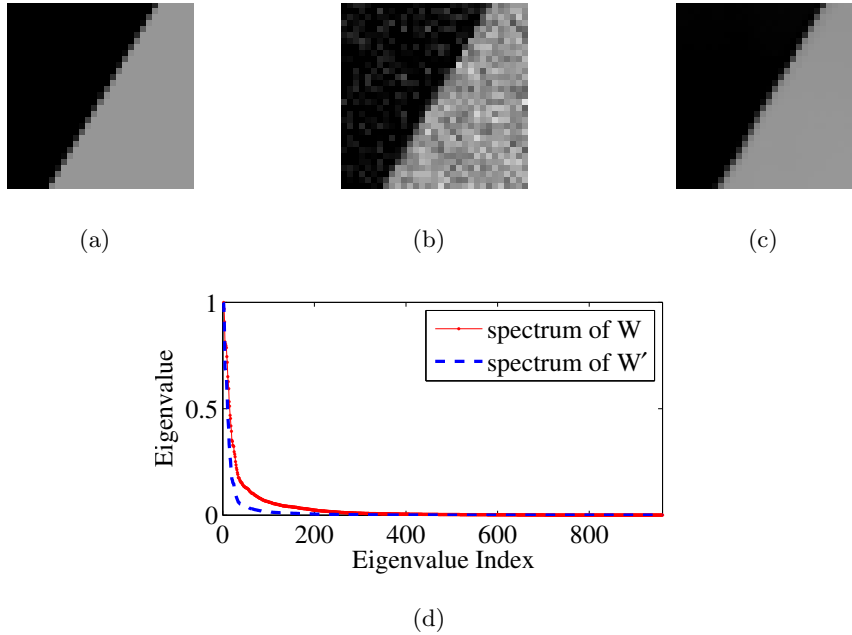 (a)
(b)
(c)
1
0.5
0
Eigenvalue
spectrum of W
spectrum of W′
0
200
400
600
800
Eigenvalue Index
(d)